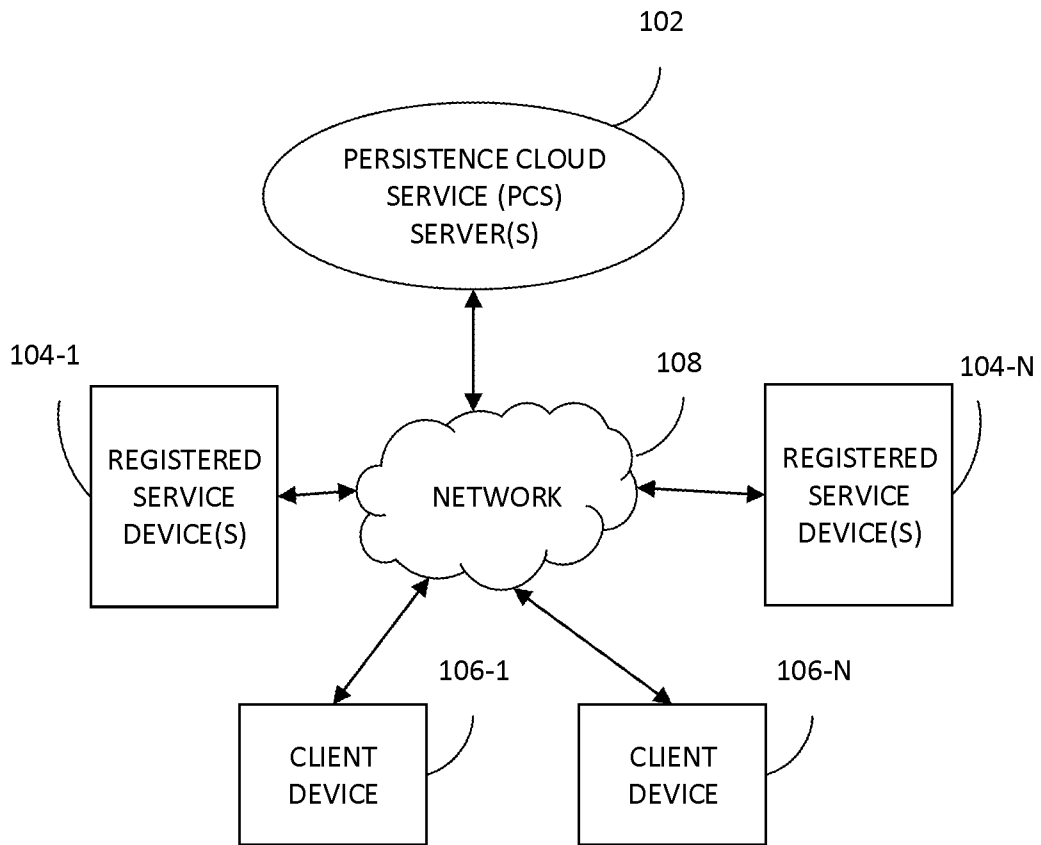 102
PERSISTENCE CLOUD
SERVICE (PCS)
SERVER(S)
104-1
108
104-N
REGISTERED
SERVICE
DEVICE(S)
NETWORK
REGISTERED
SERVICE
DEVICE(S)
106-1
106-N
CLIENT
DEVICE
CLIENT
DEVICE